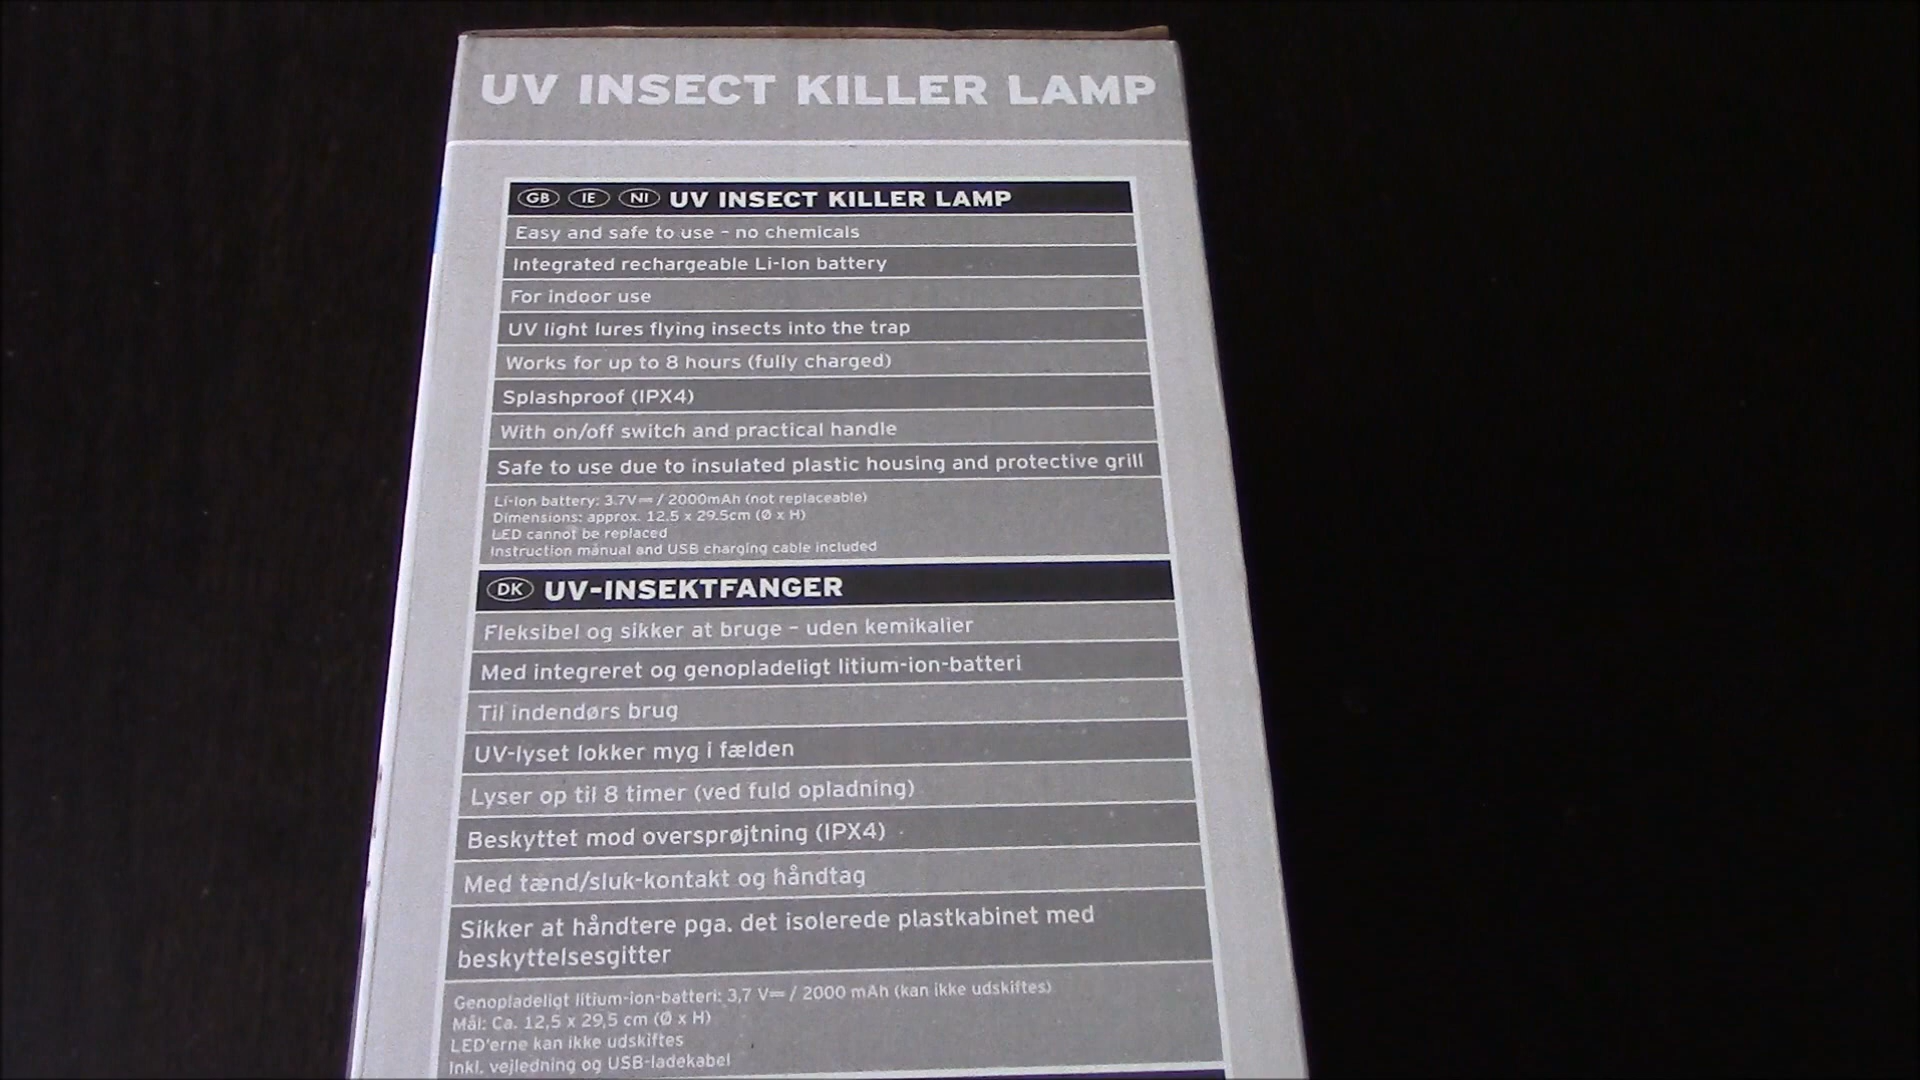 UV INSECT KILLER LAMP
GB IE NI UV INSECT KILLER LAMP
Easy and safe to use – no chemicals
Integrated rechargeable Li-Ion battery
For indoor use
UV light lures flying insects into the trap
Works for up to 8 hours (fully charged)
Splashproof (IPX4)
With on/off switch and practical handle
Safe to use due to insulated plastic housing and protective grill
Li-Ion battery: 3.7V⎓ / 2000mAh (not replaceable)
Dimensions: approx. 12.5 x 29.5cm (Ø x H)
LED cannot be replaced
Instruction manual and USB charging cable included
DK UV-INSEKTFANGER
Fleksibel og sikker at bruge – uden kemikalier
Med integreret og genopladeligt litium-ion-batteri
Til indendørs brug
UV-lyset lokker myg i fælden
Lyser op til 8 timer (ved fuld opladning)
Beskyttet mod oversprøjtning (IPX4)
Med tænd/sluk-kontakt og håndtag
Sikker at håndtere pga. det isolerede plastkabinet med
beskyttelsesgitter
Genopladeligt litium-ion-batteri: 3,7 V⎓ / 2000 mAh (kan ikke udskiftes)
Mål: Ca. 12,5 x 29,5 cm (Ø x H)
LED'erne kan ikke udskiftes
Inkl. vejledning og USB-ladekabel